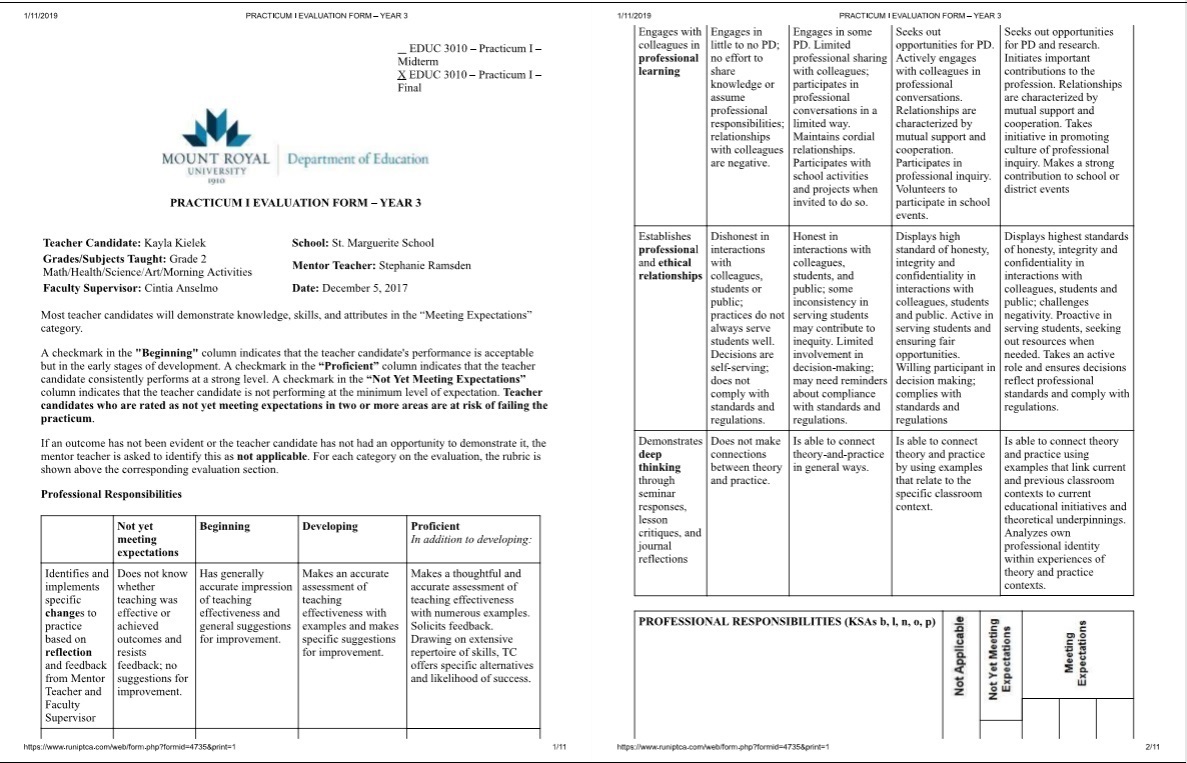 1/11/2019 PRACTICUM I EVALUATION FORM – YEAR 3
__ EDUC 3010 – Practicum I –
Midterm
X EDUC 3010 – Practicum I –
Final
MOUNT ROYAL
UNIVERSITY
1910
Department of Education
PRACTICUM I EVALUATION FORM – YEAR 3
Teacher Candidate: Kayla Kielek
Grades/Subjects Taught: Grade 2
Math/Health/Science/Art/Morning Activities
Faculty Supervisor: Cintia Anselmo
School: St. Marguerite School
Mentor Teacher: Stephanie Ramsden
Date: December 5, 2017
Most teacher candidates will demonstrate knowledge, skills, and attributes in the “Meeting Expectations”
category.
A checkmark in the "Beginning" column indicates that the teacher candidate's performance is acceptable
but in the early stages of development. A checkmark in the “Proficient” column indicates that the teacher
candidate consistently performs at a strong level. A checkmark in the “Not Yet Meeting Expectations”
column indicates that the teacher candidate is not performing at the minimum level of expectation. Teacher
candidates who are rated as not yet meeting expectations in two or more areas are at risk of failing the
practicum.
If an outcome has not been evident or the teacher candidate has not had an opportunity to demonstrate it, the
mentor teacher is asked to identify this as not applicable. For each category on the evaluation, the rubric is
shown above the corresponding evaluation section.
Professional Responsibilities
Not yet
meeting
expectations
Beginning
Developing
Proficient
In addition to developing:
Identifies and
implements
specific
changes to
practice
based on
reflection
and feedback
from Mentor
Teacher and
Faculty
Supervisor
Does not know
whether
teaching was
effective or
achieved
outcomes and
resists
feedback; no
suggestions for
improvement.
Has generally
accurate impression
of teaching
effectiveness and
general suggestions
for improvement.
Makes an accurate
assessment of
teaching
effectiveness with
examples and makes
specific suggestions
for improvement.
Makes a thoughtful and
accurate assessment of
teaching effectiveness
with numerous examples.
Solicits feedback.
Drawing on extensive
repertoire of skills, TC
offers specific alternatives
and likelihood of success.
https://www.runiptca.com/web/form.php?formid=4735&print=1 1/11
1/11/2019 PRACTICUM I EVALUATION FORM – YEAR 3
Engages with
colleagues in
professional
learning
Engages in
little to no PD;
no effort to
share
knowledge or
assume
professional
responsibilities;
relationships
with colleagues
are negative.
Engages in some
PD. Limited
professional sharing
with colleagues;
participates in
professional
conversations in a
limited way.
Maintains cordial
relationships.
Participates with
school activities
and projects when
invited to do so.
Seeks out
opportunities for PD.
Actively engages
with colleagues in
professional
conversations.
Relationships are
characterized by
mutual support and
cooperation.
Participates in
professional inquiry.
Volunteers to
participate in school
events.
Seeks out opportunities
for PD and research.
Initiates important
contributions to the
profession. Relationships
are characterized by
mutual support and
cooperation. Takes
initiative in promoting
culture of professional
inquiry. Makes a strong
contribution to school or
district events
Establishes
professional
and ethical
relationships
Dishonest in
interactions
with
colleagues,
students or
public;
practices do not
always serve
students well.
Decisions are
self-serving;
does not
comply with
standards and
regulations.
Honest in
interactions with
colleagues,
students, and
public; some
inconsistency in
serving students
may contribute to
inequity. Limited
involvement in
decision-making;
may need reminders
about compliance
with standards and
regulations.
Displays high
standard of honesty,
integrity and
confidentiality in
interactions with
colleagues, students
and public. Active in
serving students and
ensuring fair
opportunities.
Willing participant in
decision making;
complies with
standards and
regulations
Displays highest standards
of honesty, integrity and
confidentiality in
interactions with
colleagues, students and
public; challenges
negativity. Proactive in
serving students, seeking
out resources when
needed. Takes an active
role and ensures decisions
reflect professional
standards and comply with
regulations.
Demonstrates
deep
thinking
through
seminar
responses,
lesson
critiques, and
journal
reflections
Does not make
connections
between theory
and practice.
Is able to connect
theory-and-practice
in general ways.
Is able to connect
theory and practice
by using examples
that relate to the
specific classroom
context.
Is able to connect theory
and practice using
examples that link current
and previous classroom
contexts to current
educational initiatives and
theoretical underpinnings.
Analyzes own
professional identity
within experiences of
theory and practice
contexts.
PROFESSIONAL RESPONSIBILITIES (KSAs b, l, n, o, p)
Not Applicable
Not Yet Meeting
Expectations
Meeting
Expectations
https://www.runiptca.com/web/form.php?formid=4735&print=1 2/11